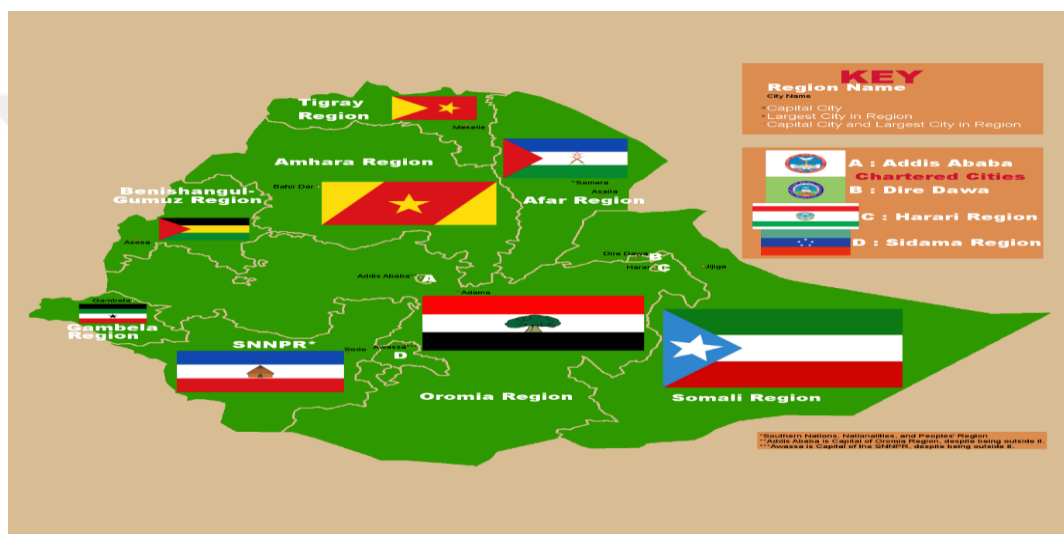 Tigray
Region
Mekelle
Amhara Region
Bahir Dar
Benishangul-
Gumuz Region
Asosa
*Semera
Asaita
Afar Region
Dire Dawa
B
Harar
C
Jijiga
Addis Ababa**
A
*Adama
Gambela
Gambela
Region
SNNPR*
Sodo
Awassa***
D
Oromia Region
Somali Region
KEY
Region Name
City Name
*Capital City
*Largest City in Region
Capital City and Largest City in Region
A : Addis Ababa
Chartered Cities
B : Dire Dawa
C : Harari Region
D : Sidama Region
*Southern Nations, Nationalities, and Peoples' Region
**Addis Ababa is Capital of Oromia Region, despite being outside it.
***Awassa is Capital of the SNNPR, despite being outside it.